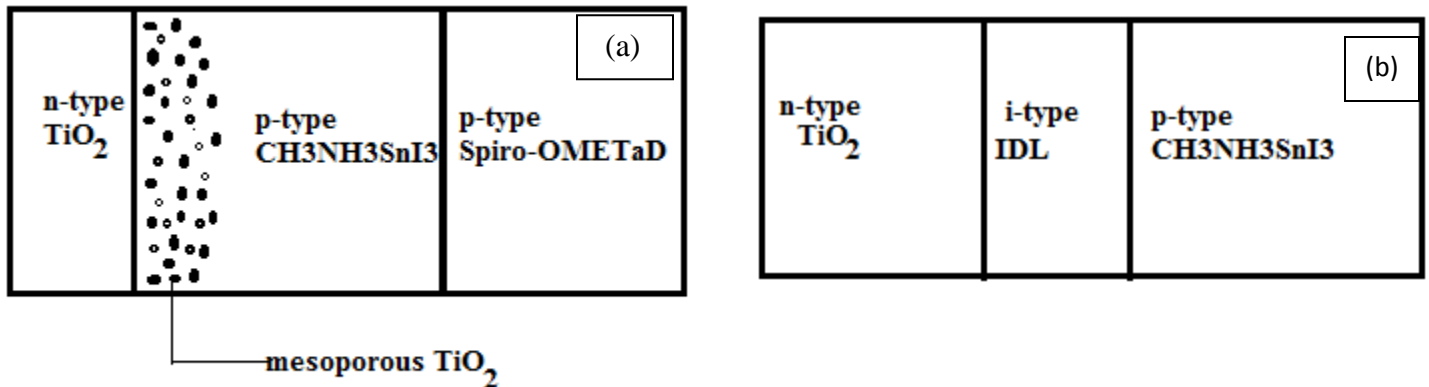 (a)
n-type
TiO₂
p-type
CH3NH3SnI3
p-type
Spiro-OMETaD
mesoporous TiO₂
(b)
n-type
TiO₂
i-type
IDL
p-type
CH3NH3SnI3